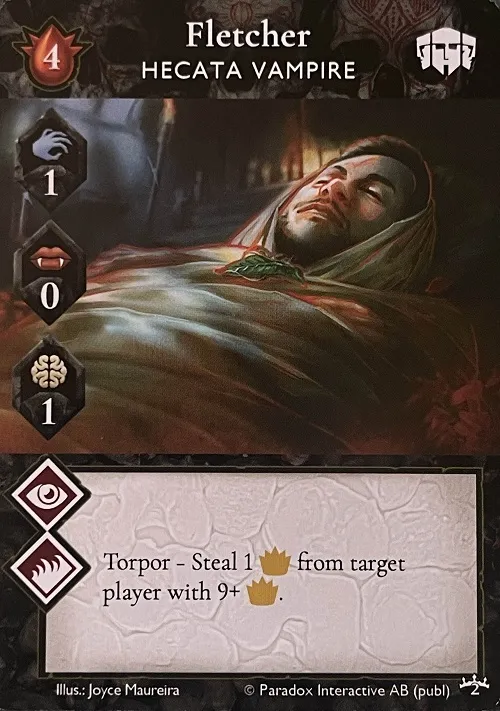 Fletcher
4
HECATA VAMPIRE
1
0
1
Torpor - Steal 1 from target
player with 9+ .
Illus.: Joyce Maureira © Paradox Interactive AB (publ) 2